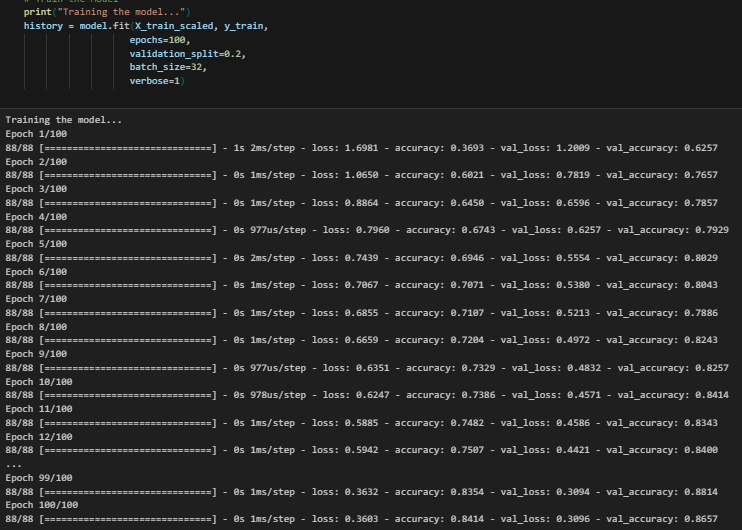 # Train the model
print("Training the model...")
history = model.fit(X_train_scaled, y_train,
epochs=100,
validation_split=0.2,
batch_size=32,
verbose=1)
Training the model...
Epoch 1/100
88/88 [==============================] - 1s 2ms/step - loss: 1.6981 - accuracy: 0.3693 - val_loss: 1.2009 - val_accuracy: 0.6257
Epoch 2/100
88/88 [==============================] - 0s 1ms/step - loss: 1.0650 - accuracy: 0.6021 - val_loss: 0.7819 - val_accuracy: 0.7657
Epoch 3/100
88/88 [==============================] - 0s 1ms/step - loss: 0.8864 - accuracy: 0.6450 - val_loss: 0.6596 - val_accuracy: 0.7857
Epoch 4/100
88/88 [==============================] - 0s 977us/step - loss: 0.7960 - accuracy: 0.6743 - val_loss: 0.6257 - val_accuracy: 0.7929
Epoch 5/100
88/88 [==============================] - 0s 2ms/step - loss: 0.7439 - accuracy: 0.6946 - val_loss: 0.5554 - val_accuracy: 0.8029
Epoch 6/100
88/88 [==============================] - 0s 1ms/step - loss: 0.7067 - accuracy: 0.7071 - val_loss: 0.5380 - val_accuracy: 0.8043
Epoch 7/100
88/88 [==============================] - 0s 1ms/step - loss: 0.6855 - accuracy: 0.7107 - val_loss: 0.5213 - val_accuracy: 0.7886
Epoch 8/100
88/88 [==============================] - 0s 1ms/step - loss: 0.6659 - accuracy: 0.7204 - val_loss: 0.4972 - val_accuracy: 0.8243
Epoch 9/100
88/88 [==============================] - 0s 977us/step - loss: 0.6351 - accuracy: 0.7329 - val_loss: 0.4832 - val_accuracy: 0.8257
Epoch 10/100
88/88 [==============================] - 0s 978us/step - loss: 0.6247 - accuracy: 0.7386 - val_loss: 0.4571 - val_accuracy: 0.8414
Epoch 11/100
88/88 [==============================] - 0s 1ms/step - loss: 0.5885 - accuracy: 0.7482 - val_loss: 0.4586 - val_accuracy: 0.8343
Epoch 12/100
88/88 [==============================] - 0s 1ms/step - loss: 0.5942 - accuracy: 0.7507 - val_loss: 0.4421 - val_accuracy: 0.8400
...
Epoch 99/100
88/88 [==============================] - 0s 1ms/step - loss: 0.3632 - accuracy: 0.8354 - val_loss: 0.3094 - val_accuracy: 0.8814
Epoch 100/100
88/88 [==============================] - 0s 1ms/step - loss: 0.3603 - accuracy: 0.8414 - val_loss: 0.3096 - val_accuracy: 0.8657